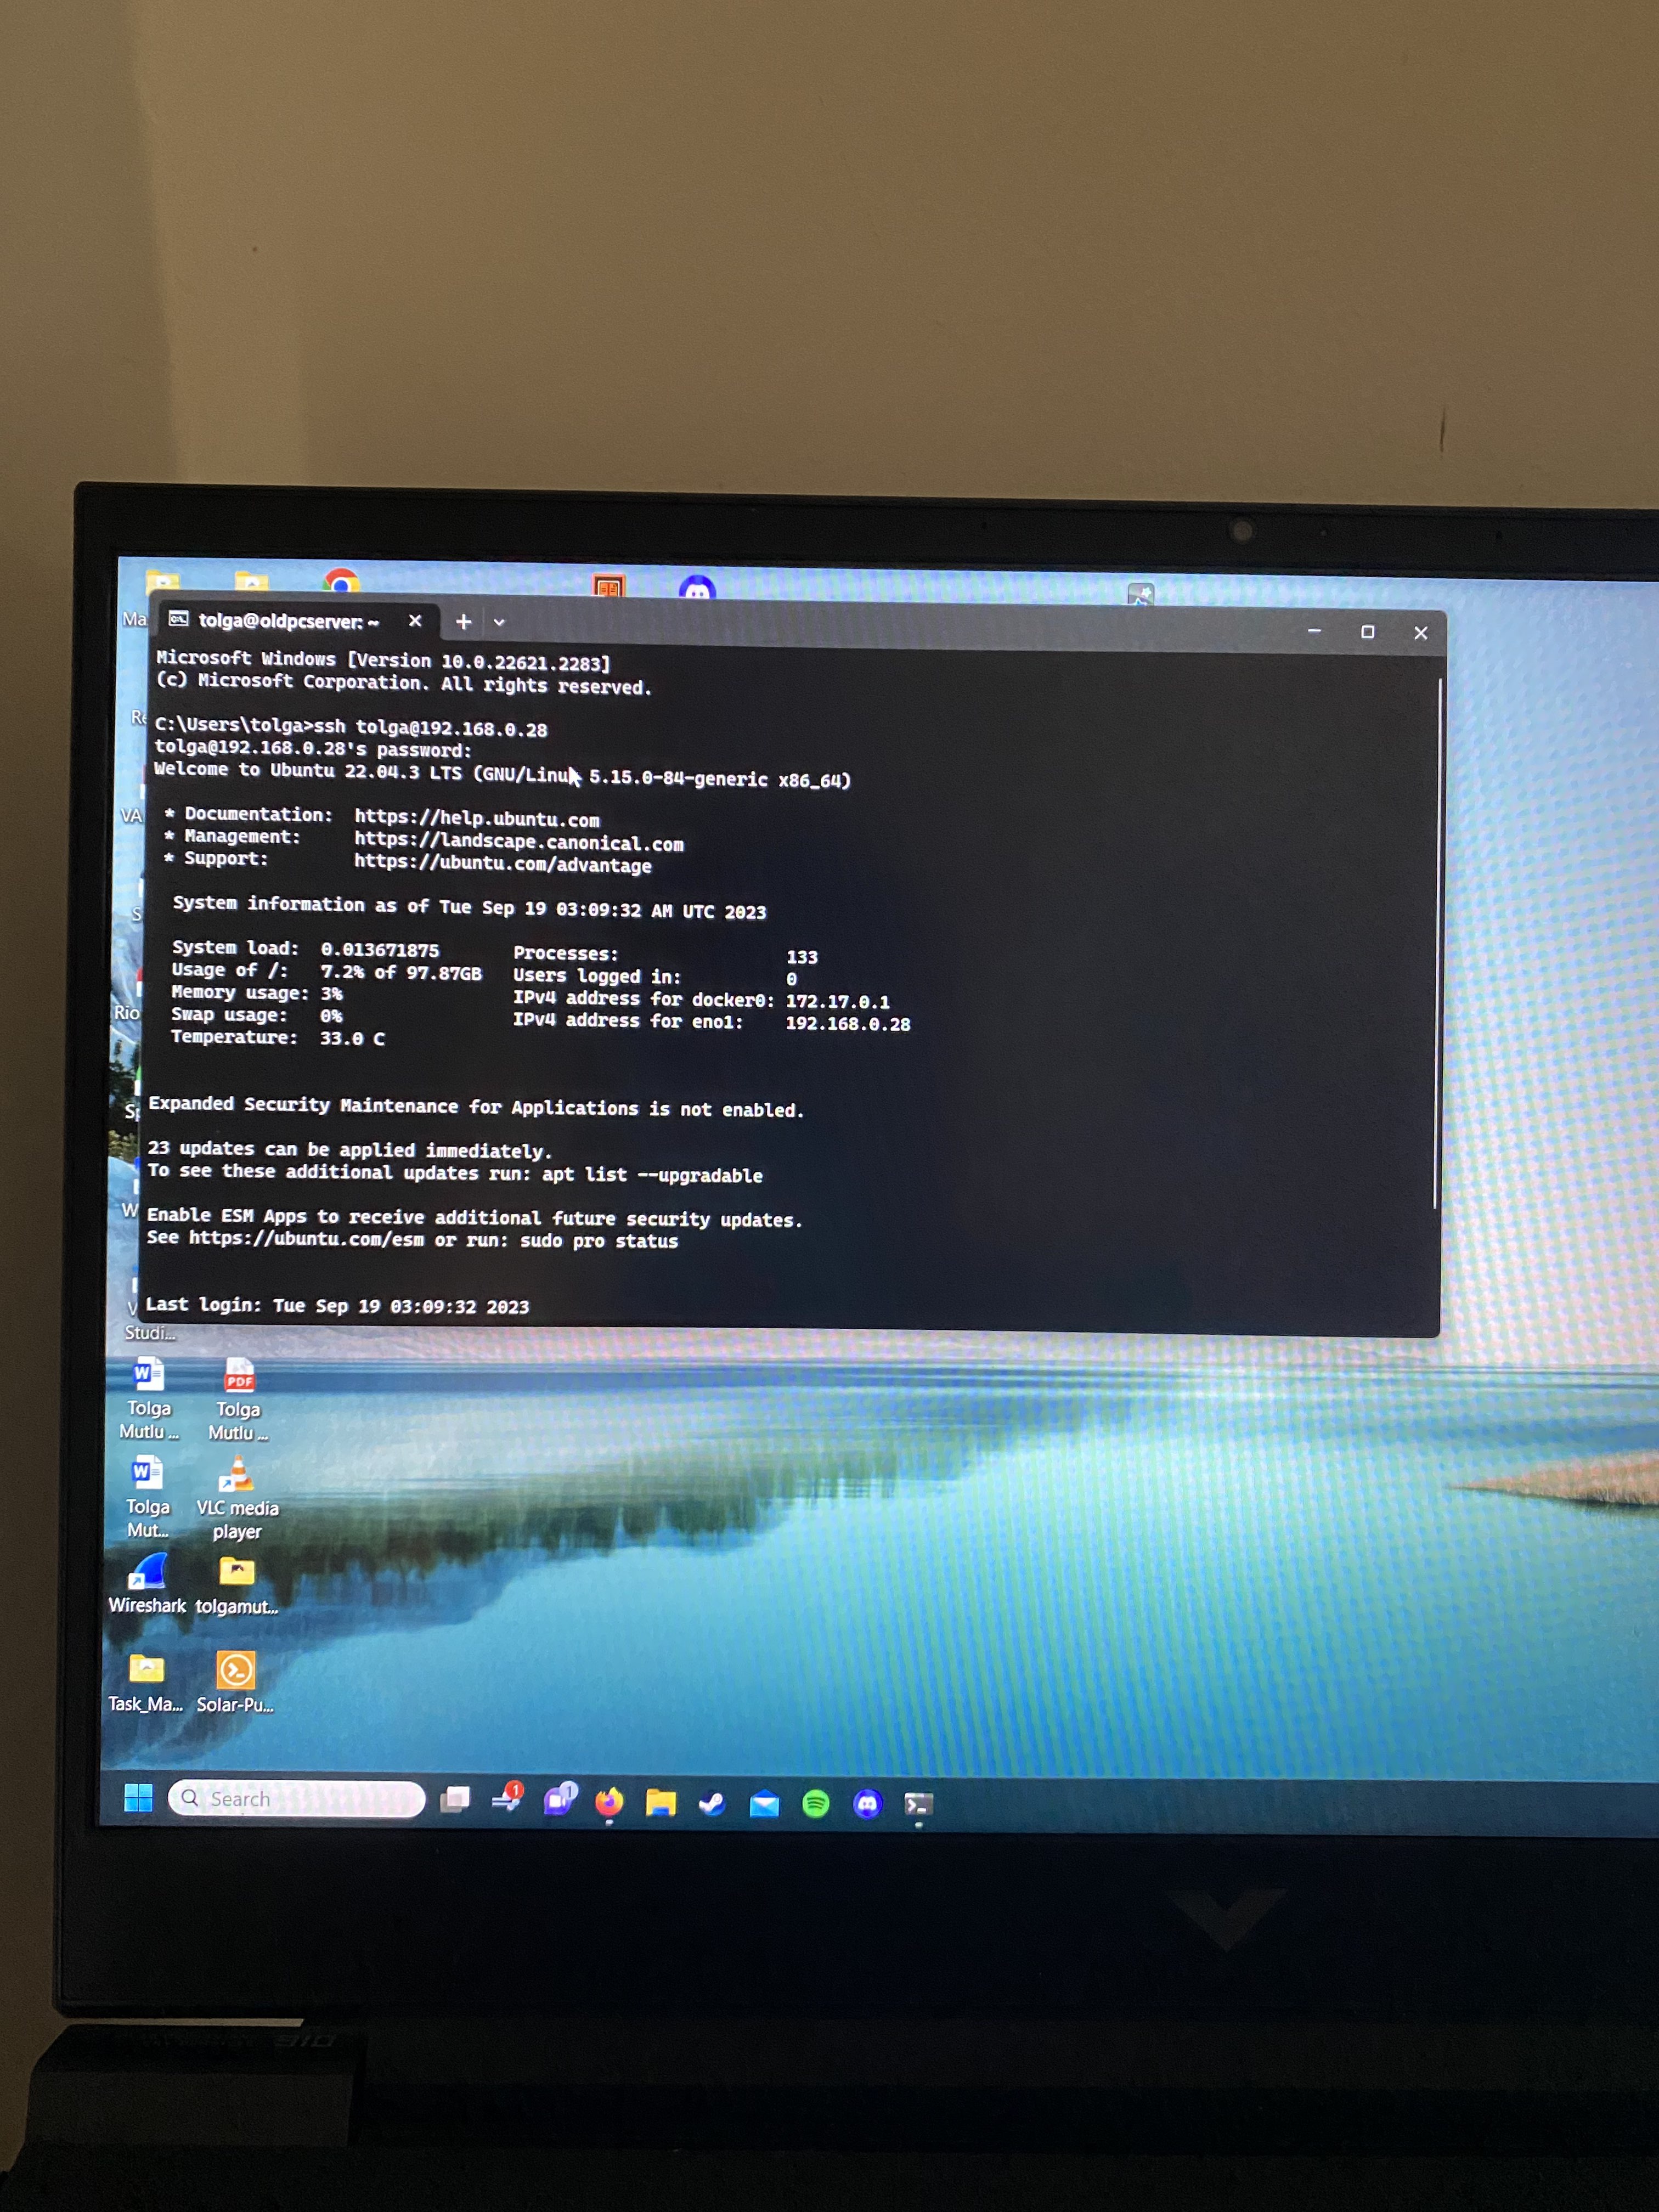 Ma
tolga@oldpcserver: ~
Microsoft Windows [Version 10.0.22621.2283]
(c) Microsoft Corporation. All rights reserved.
C:\Users\tolga>ssh tolga@192.168.0.28
tolga@192.168.0.28's password:
Welcome to Ubuntu 22.04.3 LTS (GNU/Linux 5.15.0-84-generic x86_64)
* Documentation: https://help.ubuntu.com
* Management: https://landscape.canonical.com
* Support: https://ubuntu.com/advantage
System information as of Tue Sep 19 03:09:32 AM UTC 2023
System load: 0.013671875 Processes: 133
Usage of /: 7.2% of 97.87GB Users logged in: 0
Memory usage: 3% IPv4 address for docker0: 172.17.0.1
Swap usage: 0% IPv4 address for eno1: 192.168.0.28
Temperature: 33.0 C
Expanded Security Maintenance for Applications is not enabled.
23 updates can be applied immediately.
To see these additional updates run: apt list --upgradable
Enable ESM Apps to receive additional future security updates.
See https://ubuntu.com/esm or run: sudo pro status
Last login: Tue Sep 19 03:09:32 2023
VA
Rio
Studi...
Tolga
Mutlu ...
Tolga
Mutlu ...
Tolga
Mut...
VLC media
player
Wireshark
tolgamut...
Task_Ma...
Solar-Pu...
PDF
Search
1
1